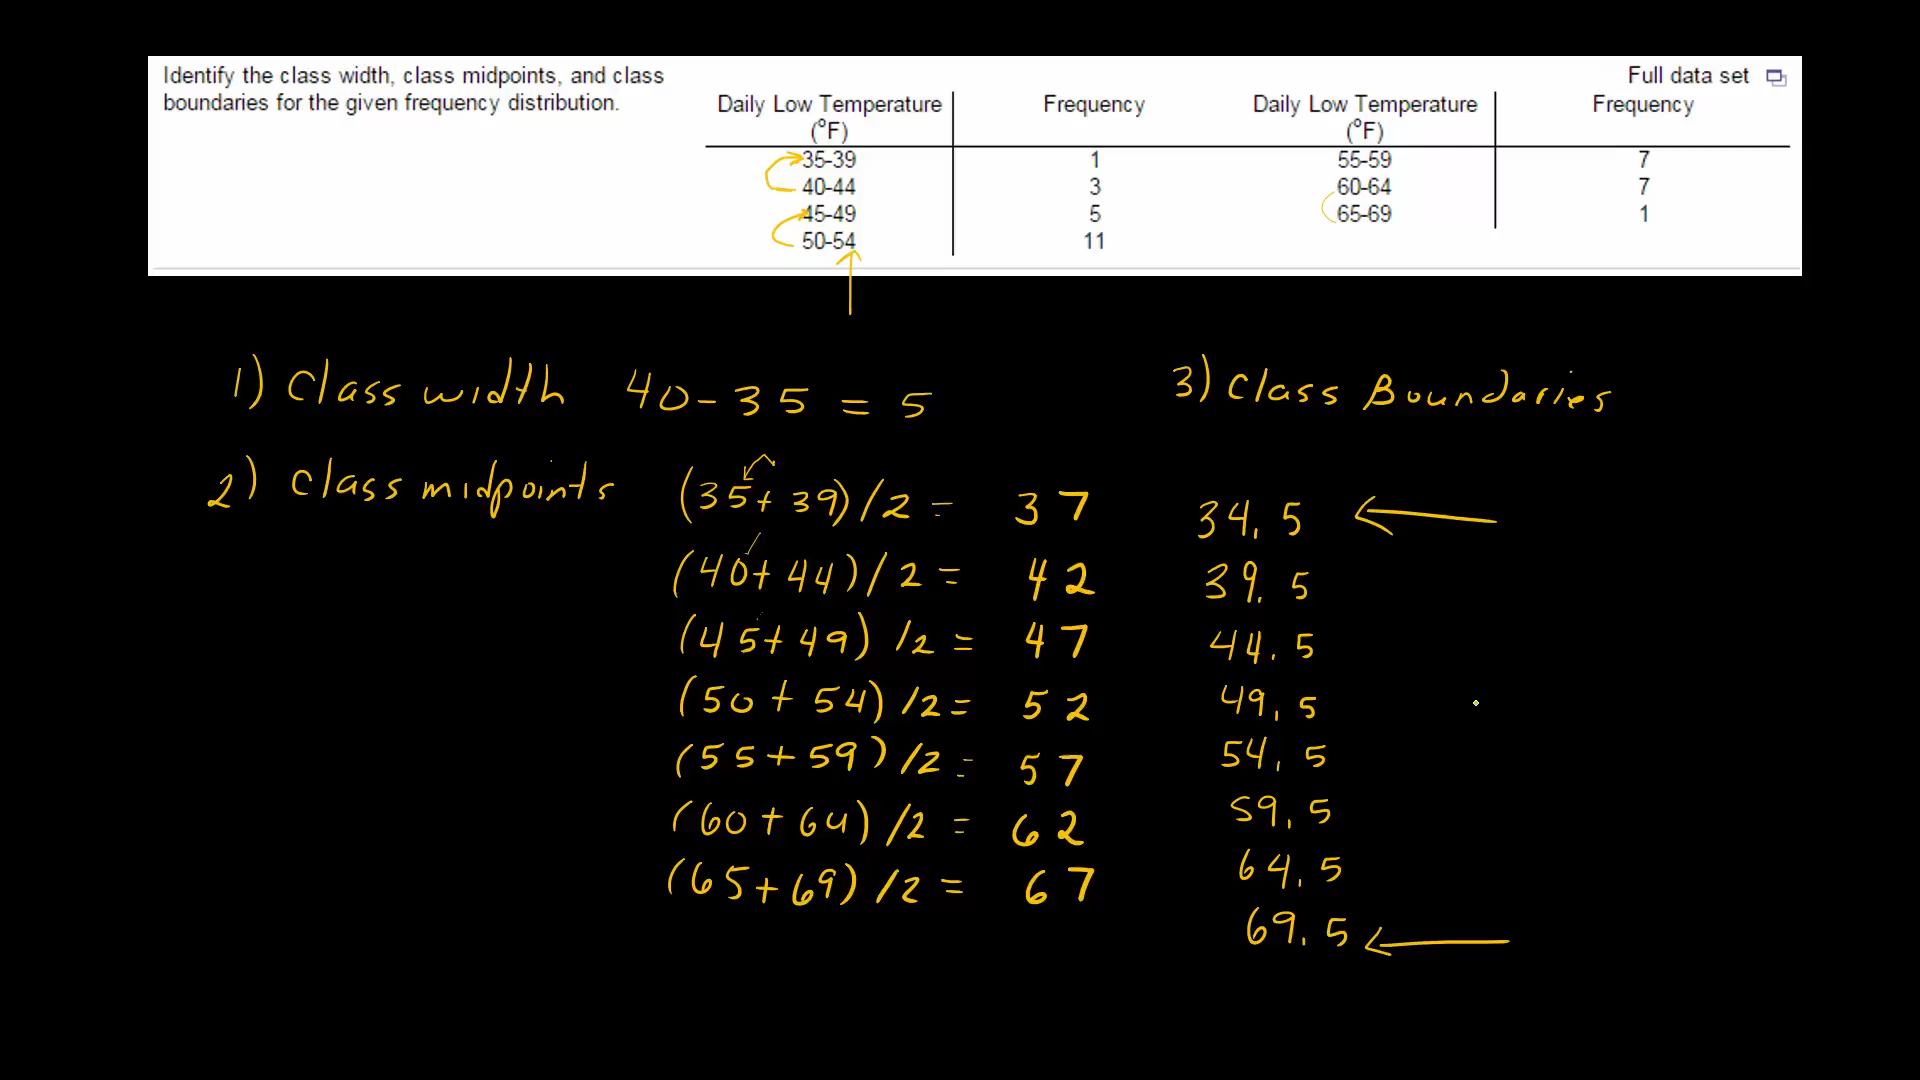 Identify the class width, class midpoints, and class
boundaries for the given frequency distribution.
Full data set
Daily Low Temperature (°F) Frequency Daily Low Temperature (°F) Frequency
35-39 1 55-59 7
40-44 3 60-64 7
45-49 5 65-69 1
50-54 11
1) Class width 40 - 35 = 5
2) Class midpoints (35 + 39) / 2 = 37
(40 + 44) / 2 = 42
(45 + 49) / 2 = 47
(50 + 54) / 2 = 52
(55 + 59) / 2 = 57
(60 + 64) / 2 = 62
(65 + 69) / 2 = 67
3) Class Boundaries
34.5
39.5
44.5
49.5
54.5
59.5
64.5
69.5